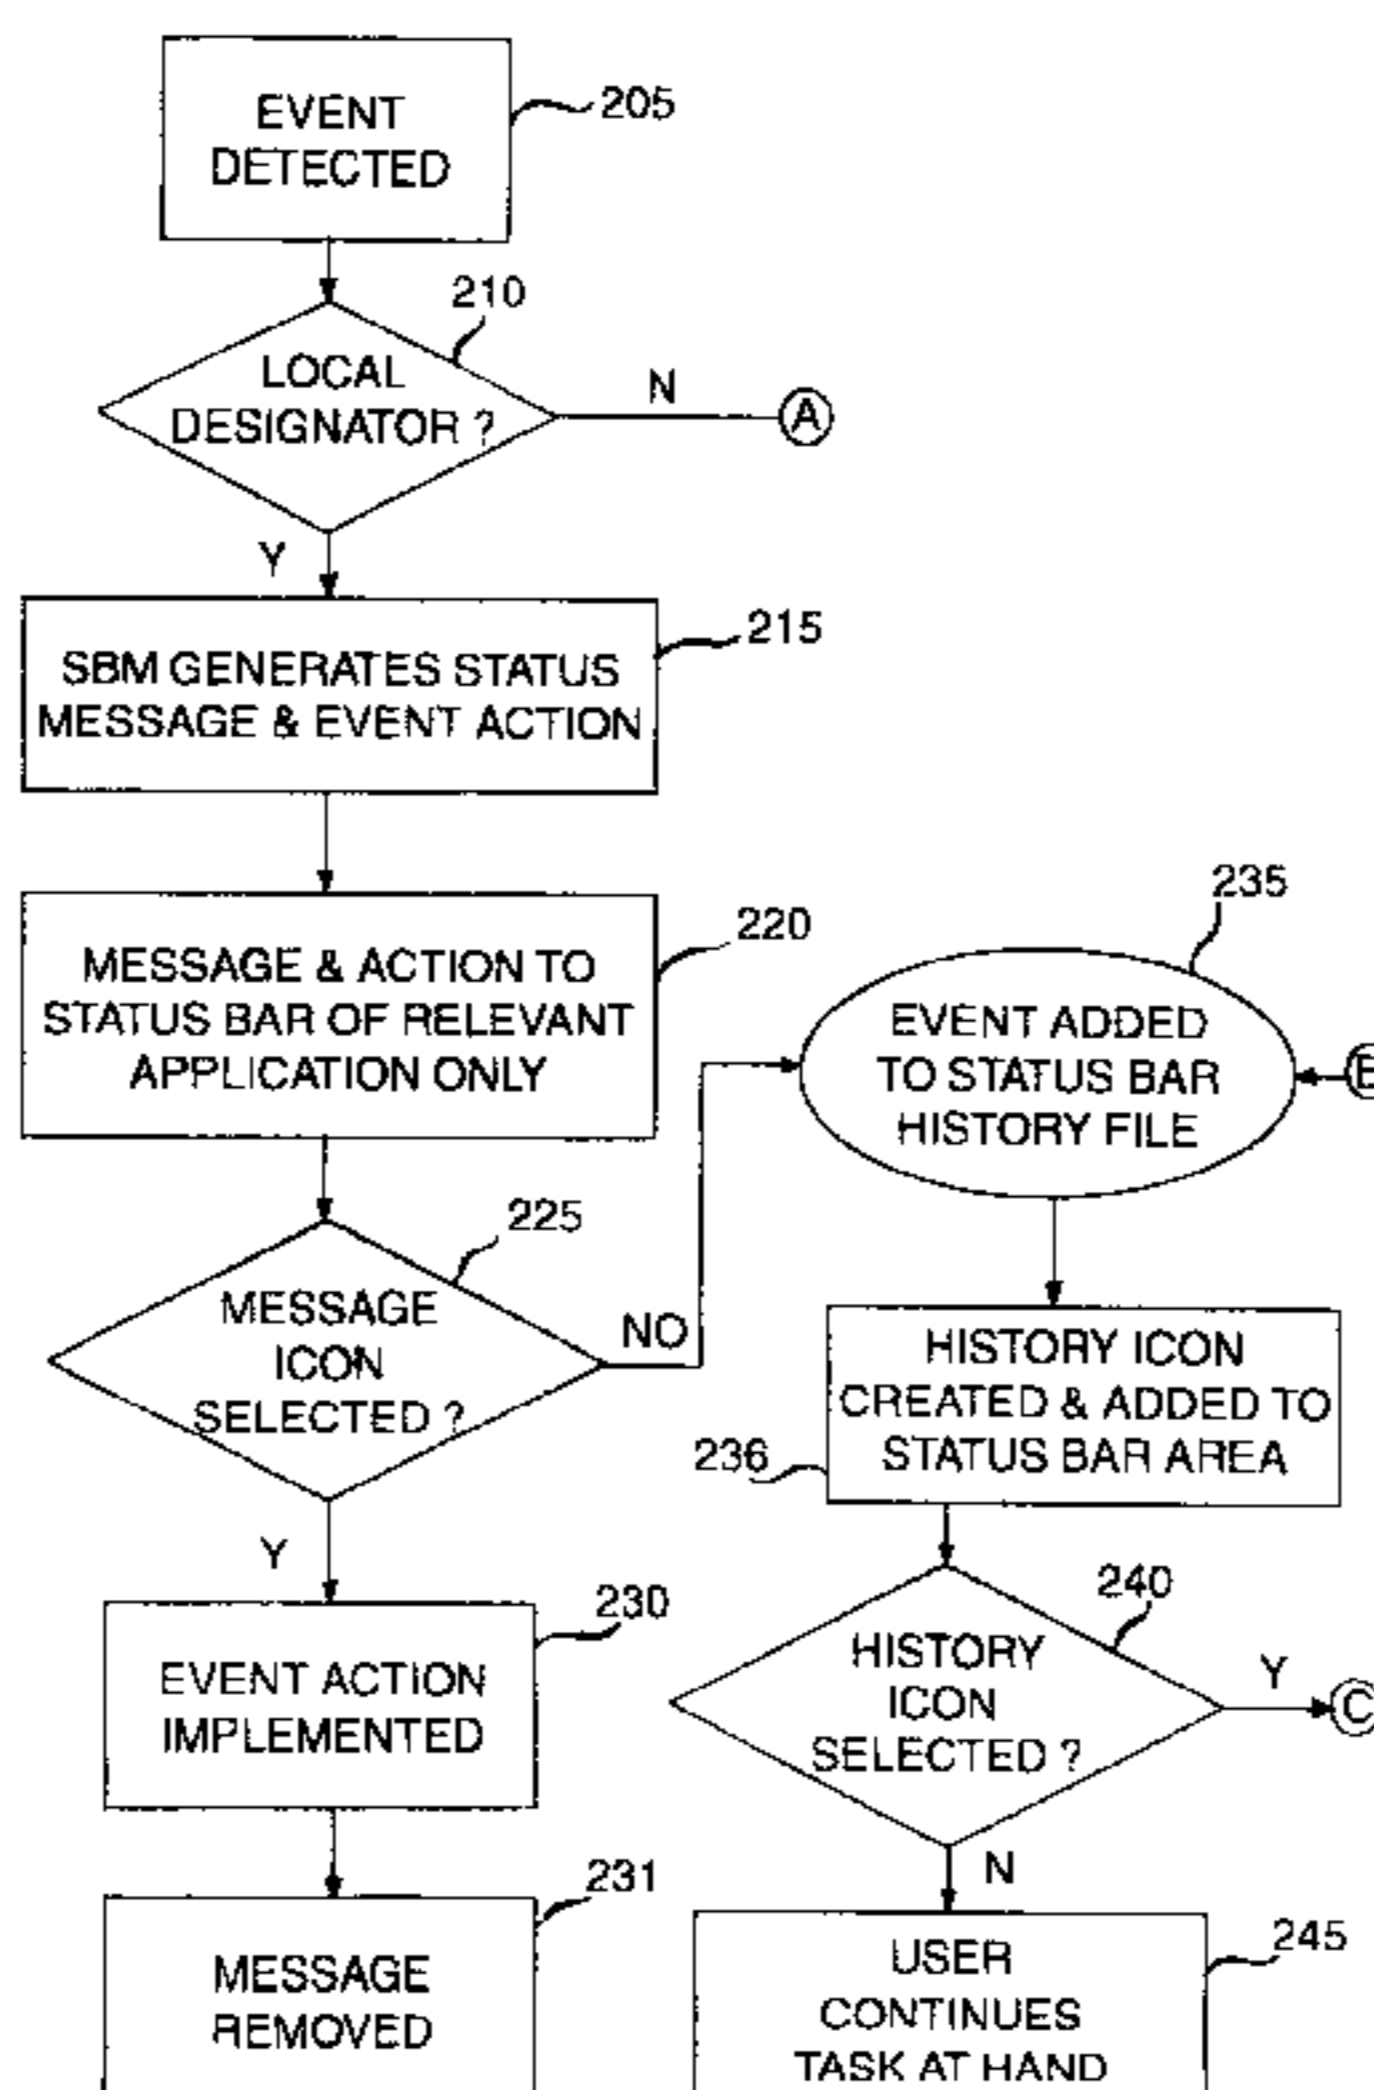 EVENT
DETECTED
205
210
LOCAL
DESIGNATOR ?
N
A
Y
215
SBM GENERATES STATUS
MESSAGE & EVENT ACTION
220
MESSAGE & ACTION TO
STATUS BAR OF RELEVANT
APPLICATION ONLY
235
EVENT ADDED
TO STATUS BAR
HISTORY FILE
B
225
MESSAGE
ICON
SELECTED ?
NO
HISTORY ICON
CREATED & ADDED TO
STATUS BAR AREA
236
Y
230
EVENT ACTION
IMPLEMENTED
240
HISTORY
ICON
SELECTED ?
Y
C
N
231
MESSAGE
REMOVED
245
USER
CONTINUES
TASK AT HAND